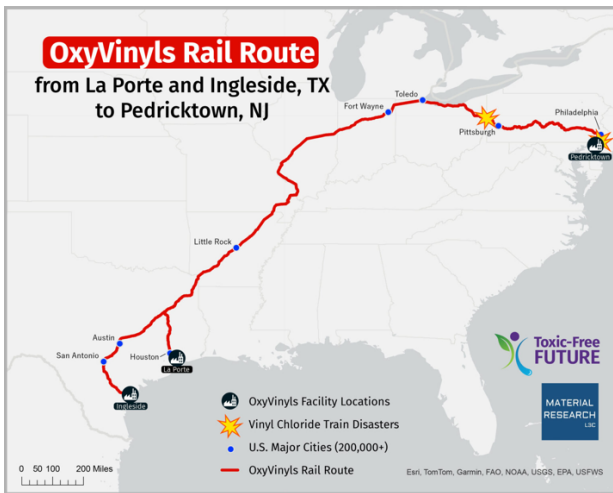 OxyVinyls Rail Route
from La Porte and Ingleside, TX
to Pedricktown, NJ
Toledo
Fort Wayne
Philadelphia
Pittsburgh
Pedricktown
Little Rock
Austin
San Antonio
Houston
La Porte
Ingleside
Toxic-Free
FUTURE
MATERIAL
RESEARCH
L3C
OxyVinyls Facility Locations
Vinyl Chloride Train Disasters
U.S. Major Cities (200,000+)
OxyVinyls Rail Route
0 50 100 200 Miles
Esri, TomTom, Garmin, FAO, NOAA, USGS, EPA, USFWS